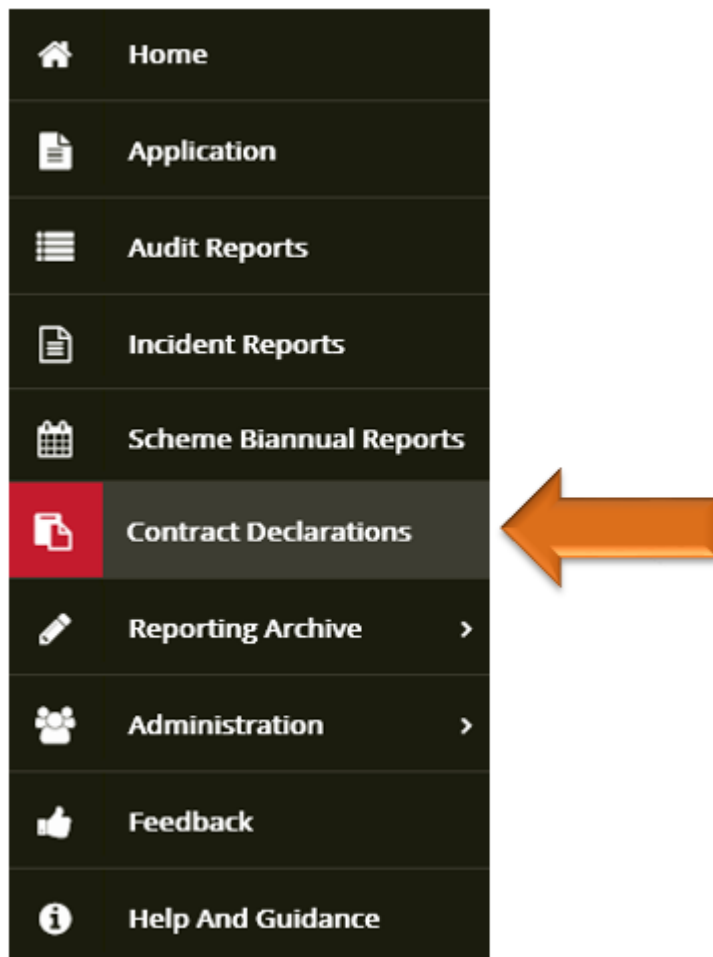 Home
Application
Audit Reports
Incident Reports
Scheme Biannual Reports
Contract Declarations
Reporting Archive
Administration
Feedback
Help And Guidance